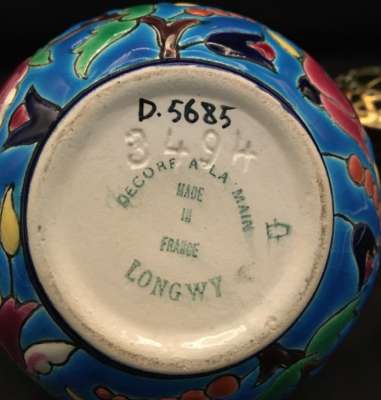 D.5685
3494
DECORE A LA MAIN
MADE
IN
FRANCE
LONGWY